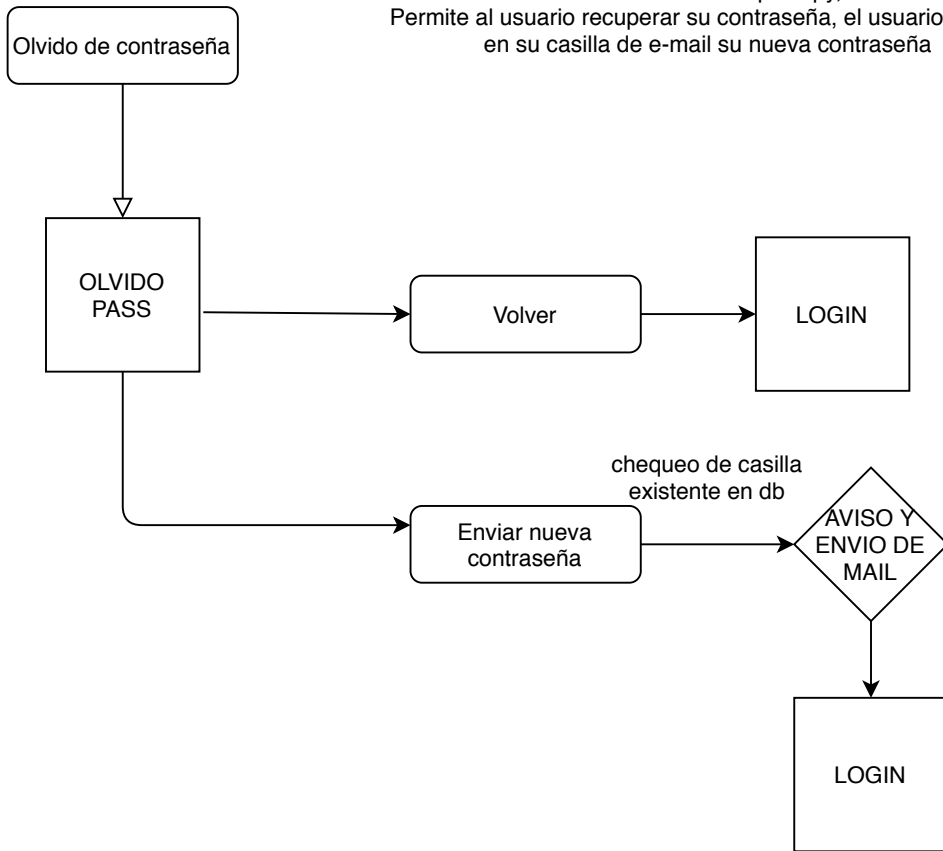 Permite al usuario recuperar su contraseña, el usuario
en su casilla de e-mail su nueva contraseña
Olvido de contraseña
OLVIDO
PASS
Volver
LOGIN
chequeo de casilla
existente en db
Enviar nueva
contraseña
AVISO Y
ENVIO DE
MAIL
LOGIN